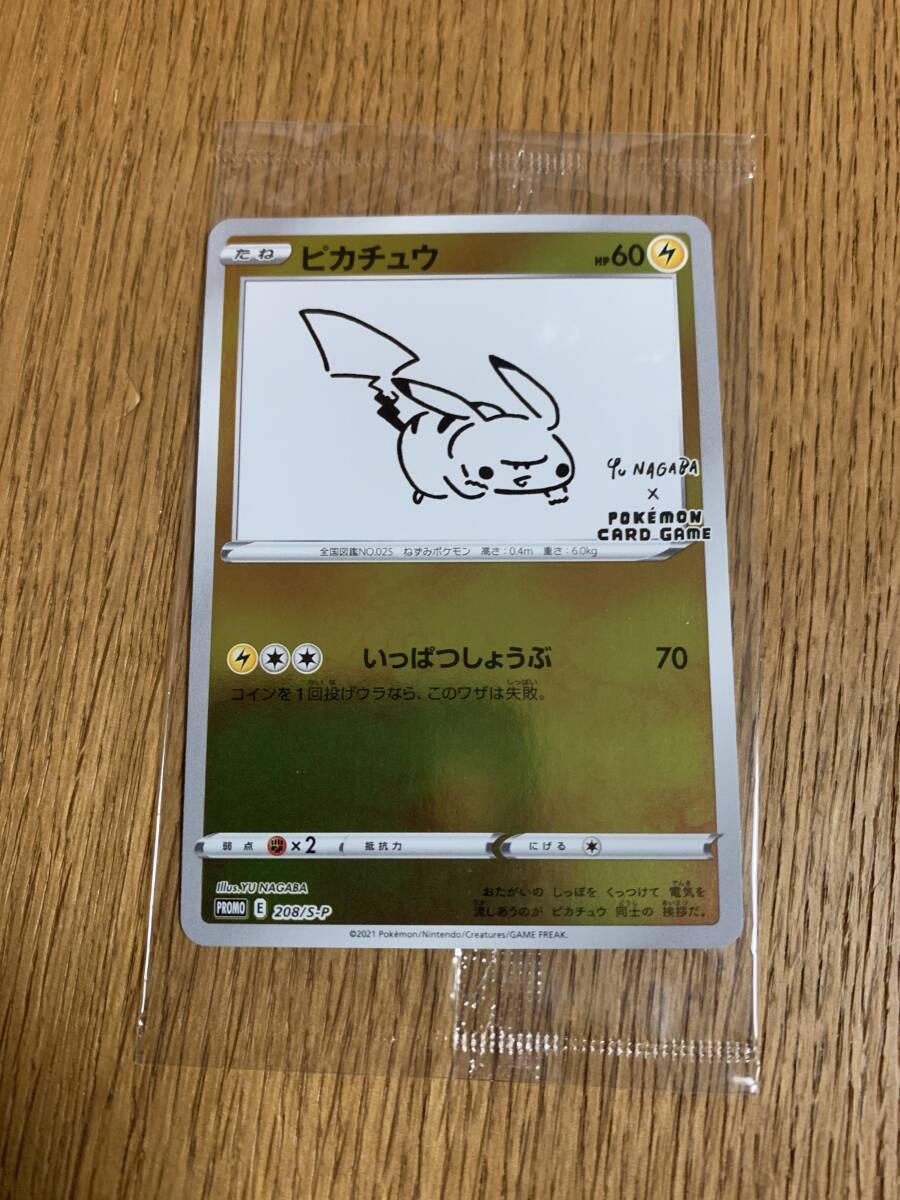 たね ピカチュウ HP60
YU NAGABA
×
POKÉMON
CARD GAME
全国図鑑NO.025 ねずみポケモン 高さ:0.4m 重さ:6.0kg
いっぱつしょうぶ 70
コインを1回投げウラなら、このワザは失敗。
弱点 ×2 抵抗力 にげる
Illus.YU NAGABA
PROMO E 208/S-P
おたがいの しっぽを くっつけて 電気を
流しあうのが ピカチュウ 同士の 挨拶だ。
©2021 Pokémon/Nintendo/Creatures/GAME FREAK.